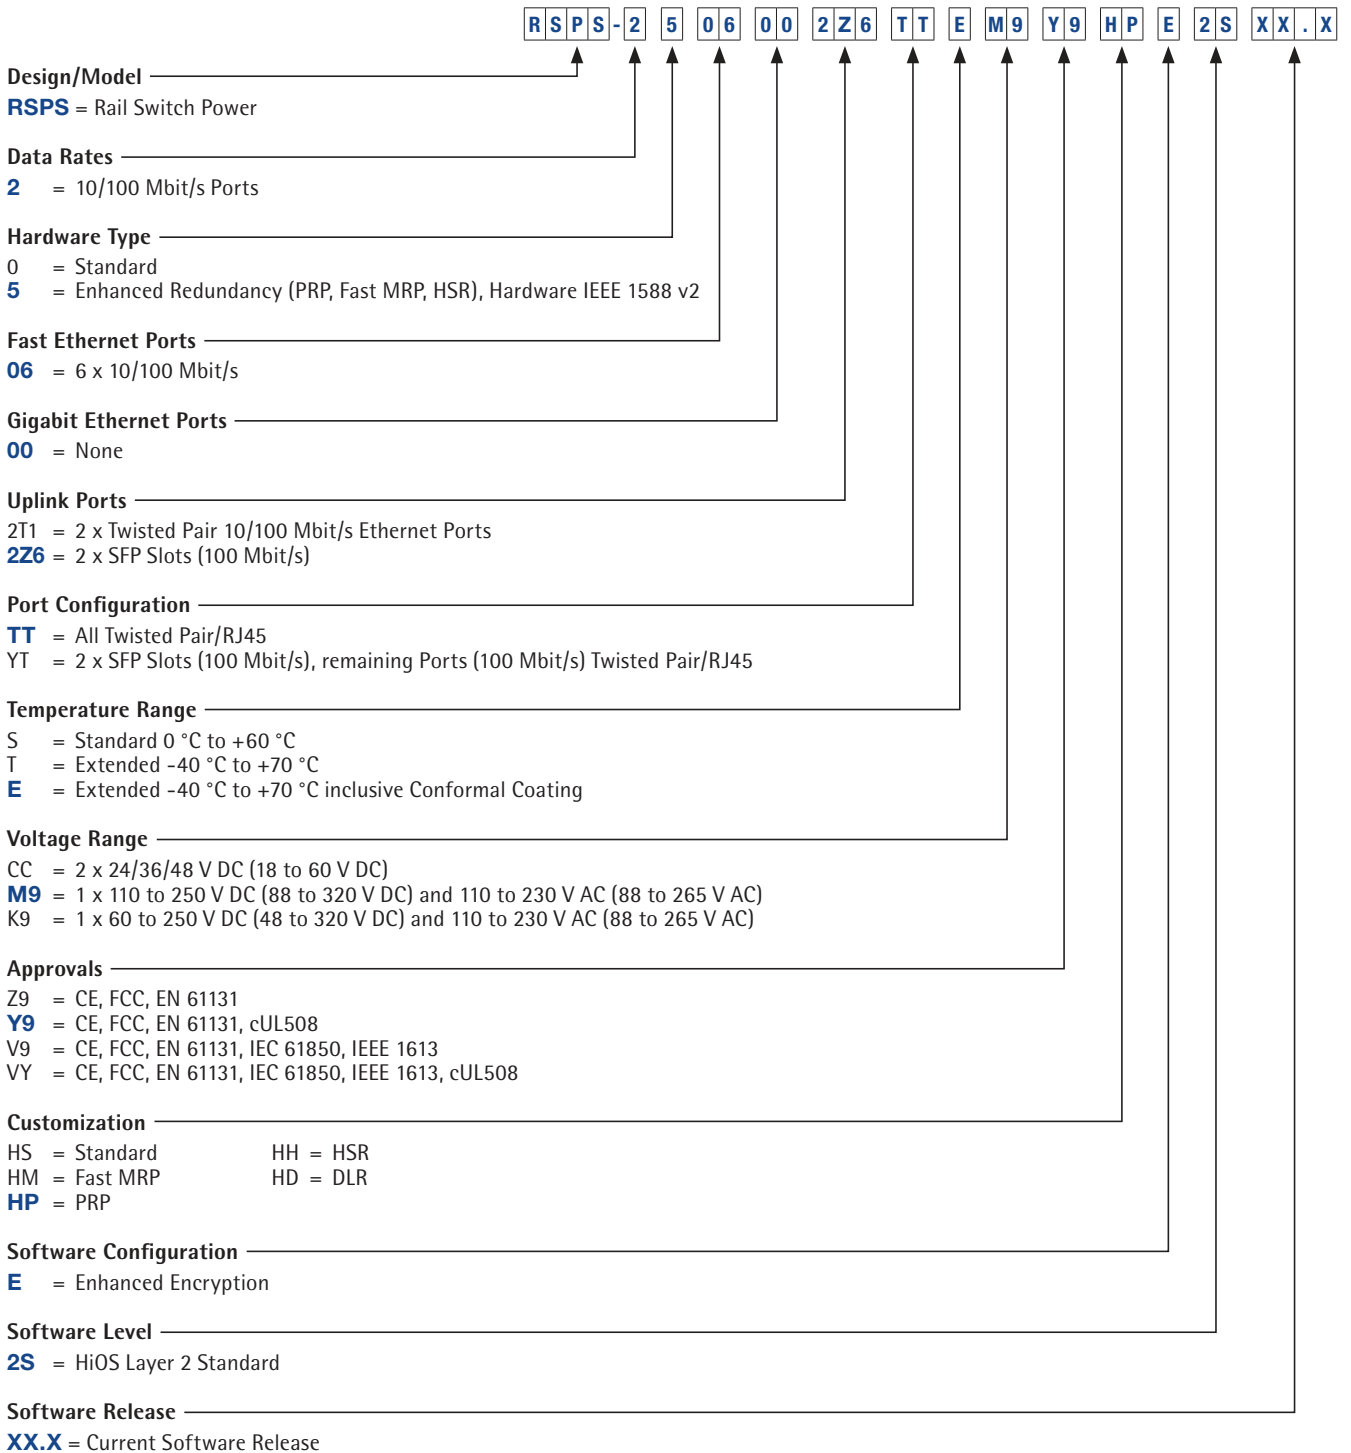 RSPS-2 5 06 00 2Z6 TT E M9 Y9 HP E 2S XX.X
Design/Model
RSPS = Rail Switch Power
Data Rates
2 = 10/100 Mbit/s Ports
Hardware Type
0 = Standard
5 = Enhanced Redundancy (PRP, Fast MRP, HSR), Hardware IEEE 1588 v2
Fast Ethernet Ports
06 = 6 x 10/100 Mbit/s
Gigabit Ethernet Ports
00 = None
Uplink Ports
2T1 = 2 x Twisted Pair 10/100 Mbit/s Ethernet Ports
2Z6 = 2 x SFP Slots (100 Mbit/s)
Port Configuration
TT = All Twisted Pair/RJ45
YT = 2 x SFP Slots (100 Mbit/s), remaining Ports (100 Mbit/s) Twisted Pair/RJ45
Temperature Range
S = Standard 0 °C to +60 °C
T = Extended -40 °C to +70 °C
E = Extended -40 °C to +70 °C inclusive Conformal Coating
Voltage Range
CC = 2 x 24/36/48 V DC (18 to 60 V DC)
M9 = 1 x 110 to 250 V DC (88 to 320 V DC) and 110 to 230 V AC (88 to 265 V AC)
K9 = 1 x 60 to 250 V DC (48 to 320 V DC) and 110 to 230 V AC (88 to 265 V AC)
Approvals
Z9 = CE, FCC, EN 61131
Y9 = CE, FCC, EN 61131, cUL508
V9 = CE, FCC, EN 61131, IEC 61850, IEEE 1613
VY = CE, FCC, EN 61131, IEC 61850, IEEE 1613, cUL508
Customization
HS = Standard HH = HSR
HM = Fast MRP HD = DLR
HP = PRP
Software Configuration
E = Enhanced Encryption
Software Level
2S = HiOS Layer 2 Standard
Software Release
XX.X = Current Software Release